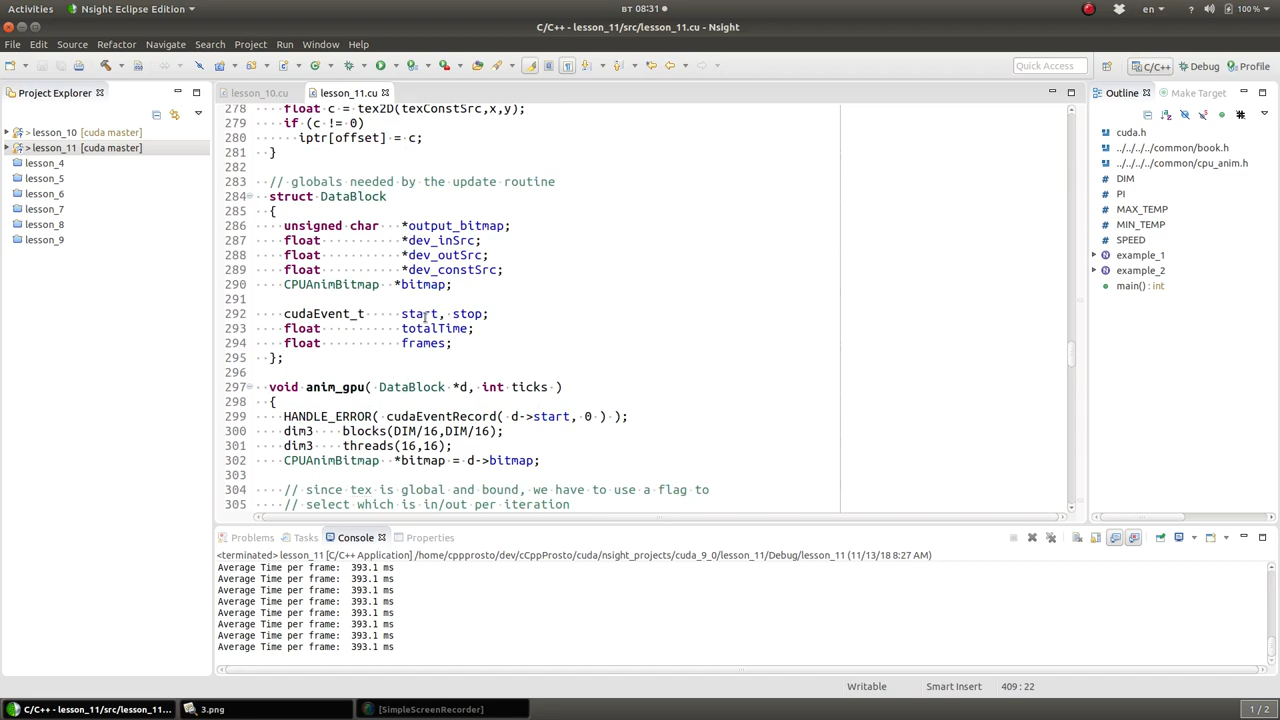 Activities
Nsight Eclipse Edition
вт 08:31
en
100 %
C/C++ - lesson_11/src/lesson_11.cu - Nsight
File Edit Source Refactor Navigate Search Project Run Window Help
Quick Access
C/C++
Debug
Profile
Project Explorer
> lesson_10 [cuda master]
> lesson_11 [cuda master]
lesson_4
lesson_5
lesson_6
lesson_7
lesson_8
lesson_9
lesson_10.cu
lesson_11.cu
278 float c = tex2D(texConstSrc,x,y);
279 if (c != 0)
280 iptr[offset] = c;
281 }
282
283 // globals needed by the update routine
284 struct DataBlock
285 {
286 unsigned char *output_bitmap;
287 float *dev_inSrc;
288 float *dev_outSrc;
289 float *dev_constSrc;
290 CPUAnimBitmap *bitmap;
291
292 cudaEvent_t start, stop;
293 float totalTime;
294 float frames;
295 };
296
297 void anim_gpu( DataBlock *d, int ticks )
298 {
299 HANDLE_ERROR( cudaEventRecord( d->start, 0 ) );
300 dim3 blocks(DIM/16,DIM/16);
301 dim3 threads(16,16);
302 CPUAnimBitmap *bitmap = d->bitmap;
303
304 // since tex is global and bound, we have to use a flag to
305 // select which is in/out per iteration
Outline
Make Target
cuda.h
../../../../common/book.h
../../../../common/cpu_anim.h
DIM
PI
MAX_TEMP
MIN_TEMP
SPEED
example_1
example_2
main() : int
Problems
Tasks
Console
Properties
<terminated> lesson_11 [C/C++ Application] /home/cppprosto/dev/cCppProsto/cuda/nsight_projects/cuda_9_0/lesson_11/Debug/lesson_11 (11/13/18 8:27 AM)
Average Time per frame: 393.1 ms
Average Time per frame: 393.1 ms
Average Time per frame: 393.1 ms
Average Time per frame: 393.1 ms
Average Time per frame: 393.1 ms
Average Time per frame: 393.1 ms
Average Time per frame: 393.1 ms
Average Time per frame: 393.1 ms
Writable
Smart Insert
409 : 22
C/C++ - lesson_11/src/lesson_11....
3.png
[SimpleScreenRecorder]
1 / 2